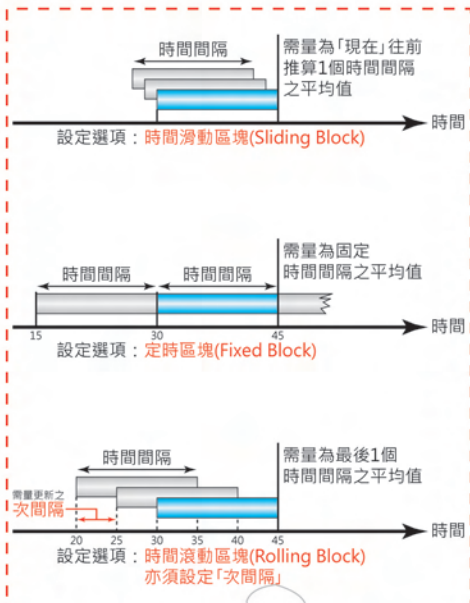 時間間隔
需量為「現在」往前
推算1個時間間隔
之平均值
時間
設定選項：時間滑動區塊(Sliding Block)
需量為固定
時間間隔之平均值
時間間隔
時間間隔
時間
15
30
45
設定選項：定時區塊(Fixed Block)
需量為最後1個
時間間隔之平均值
時間間隔
需量更新之
次間隔
時間
20
25
30
35
40
45
設定選項：時間滾動區塊(Rolling Block)
亦須設定「次間隔」